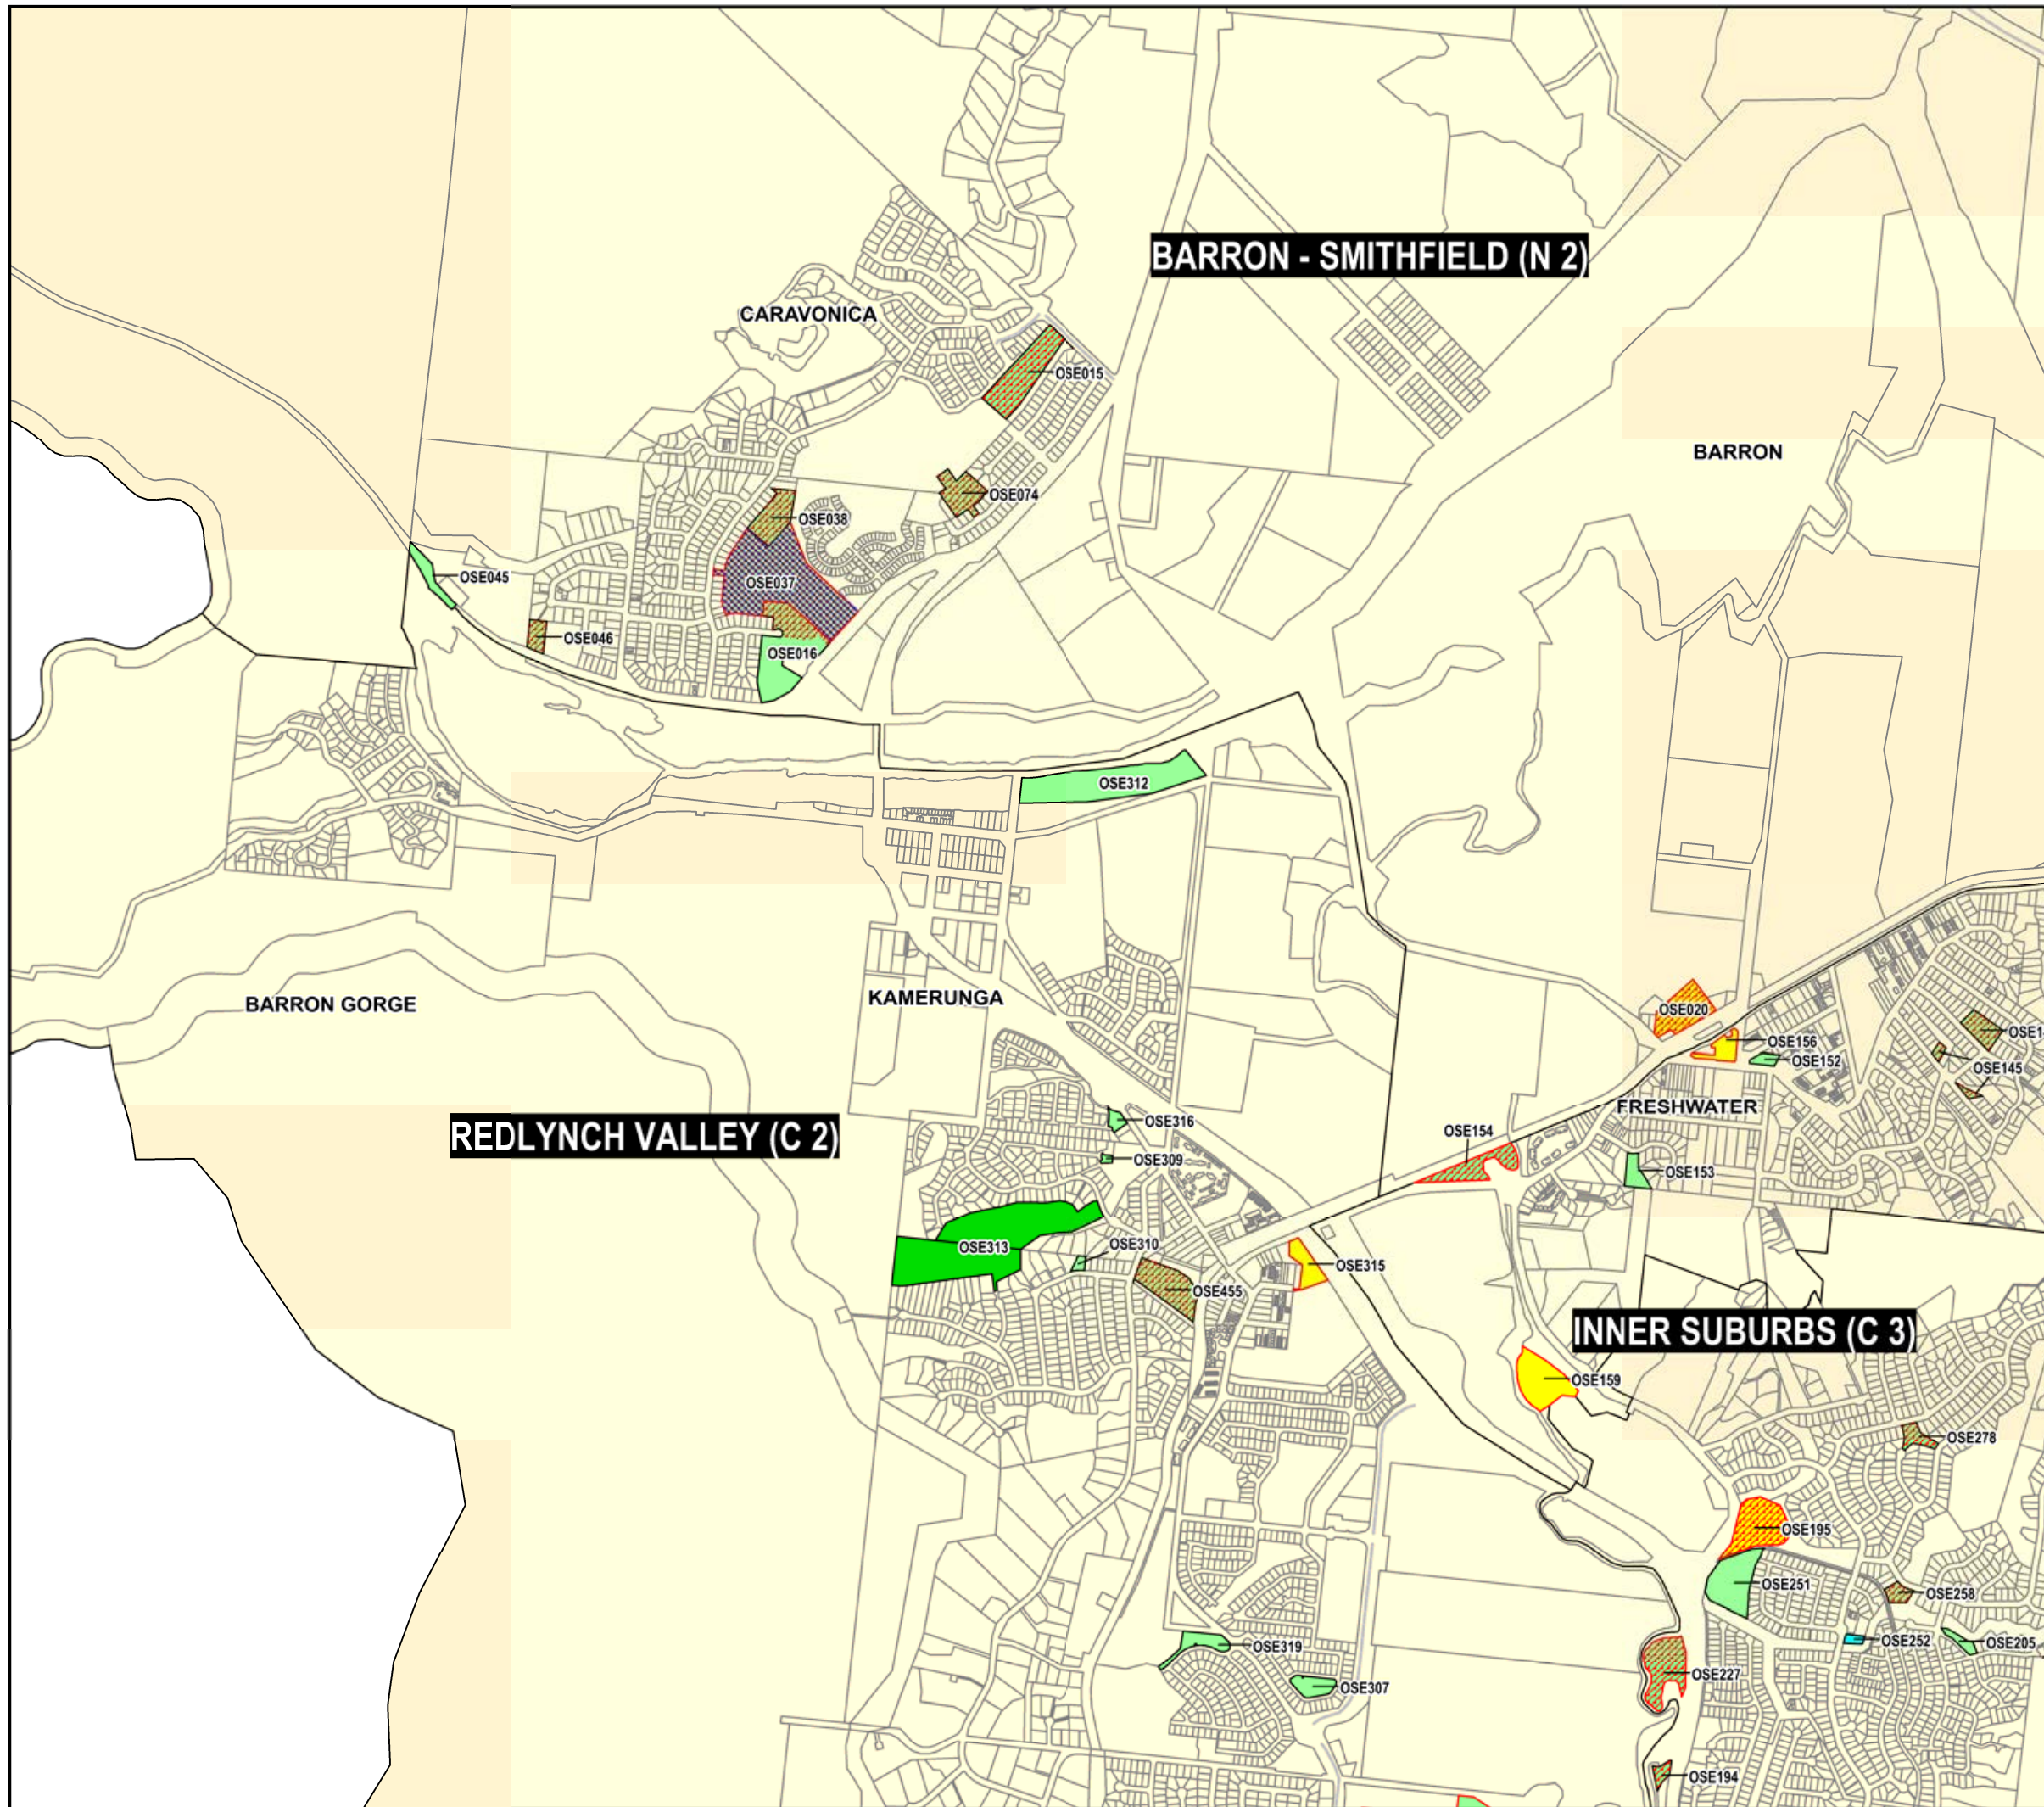 BARRON - SMITHFIELD (N 2)
CARAVONICA
OSE015
BARRON
OSE074
OSE038
OSE045
OSE037
OSE046
OSE016
OSE312
BARRON GORGE
KAMERUNGA
OSE020
OSE156
OSE1
OSE152
OSE145
FRESHWATER
OSE316
REDLYNCH VALLEY (C 2)
OSE154
OSE309
OSE153
OSE313
OSE310
OSE315
OSE455
INNER SUBURBS (C 3)
OSE159
OSE278
OSE195
OSE251
OSE258
OSE252
OSE205
OSE319
OSE227
OSE307
OSE194